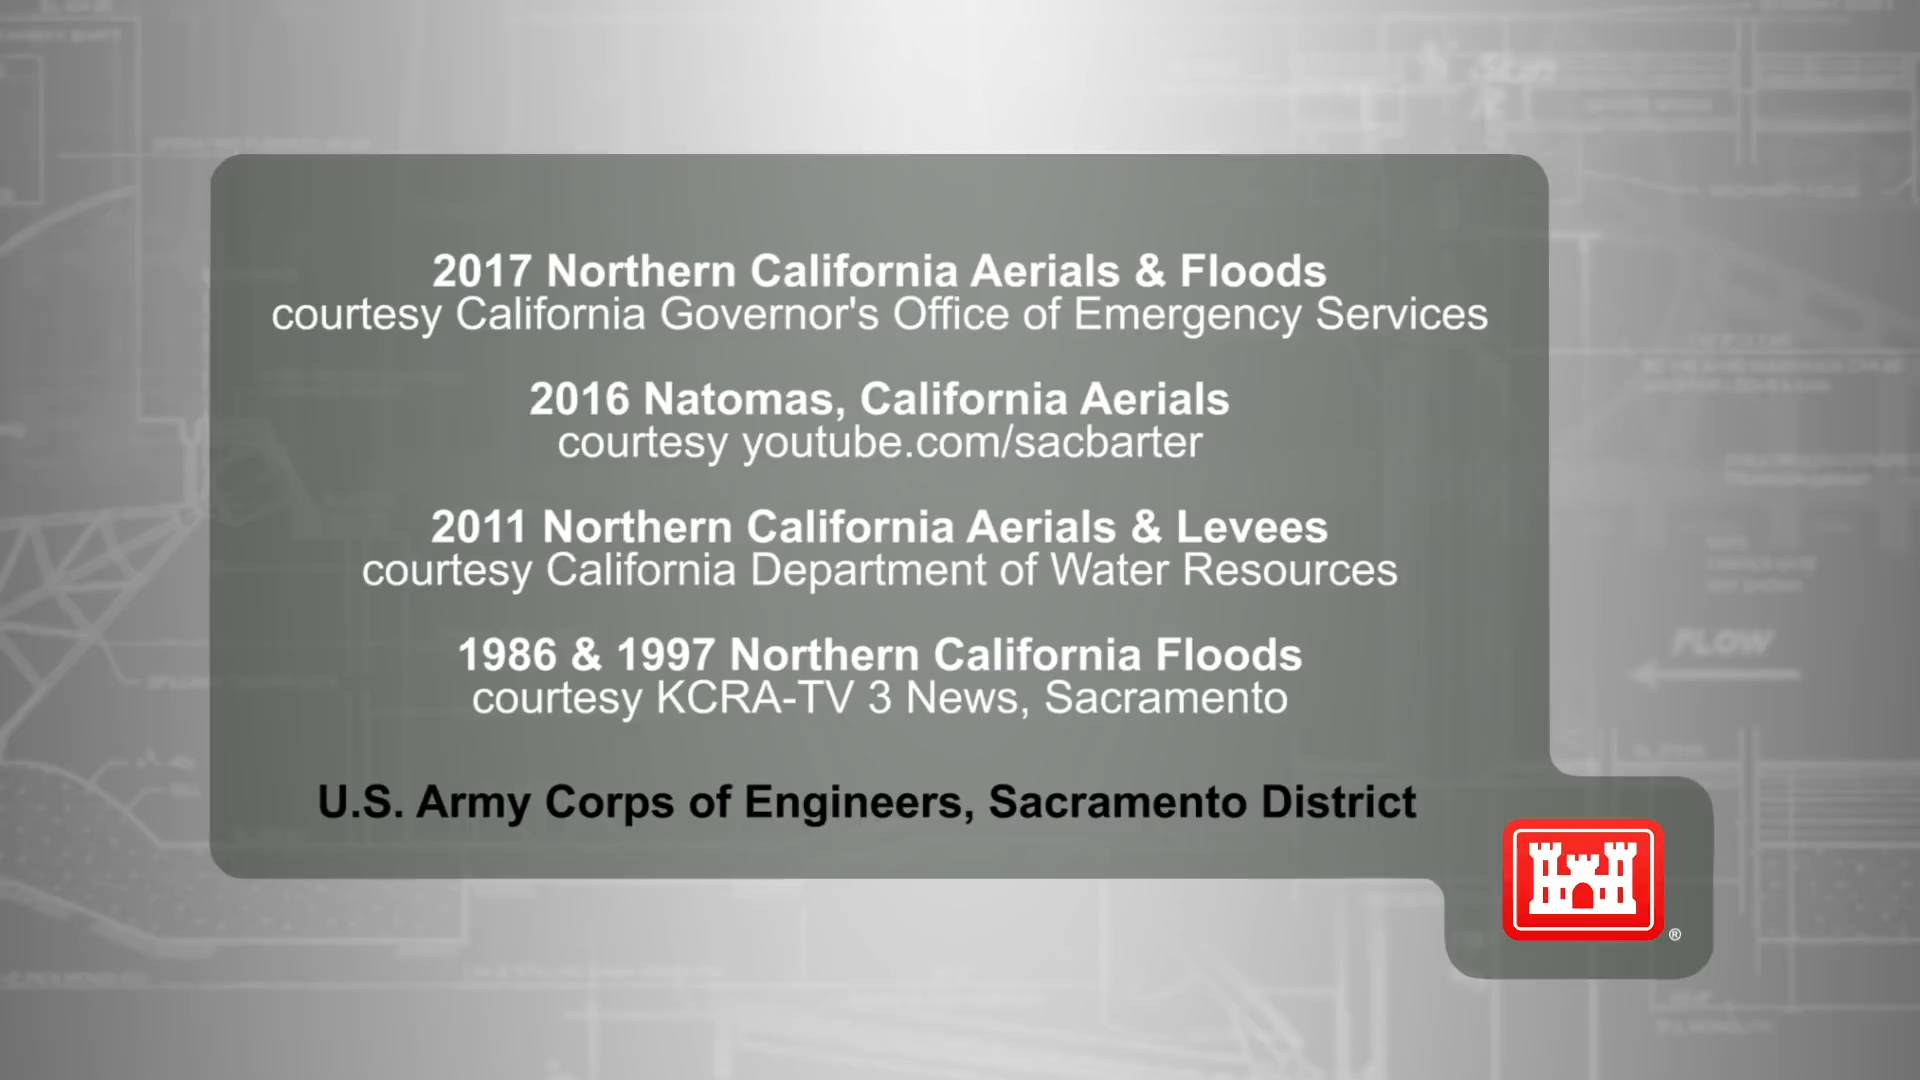 2017 Northern California Aerials & Floods
courtesy California Governor's Office of Emergency Services
2016 Natomas, California Aerials
courtesy youtube.com/sacbarter
2011 Northern California Aerials & Levees
courtesy California Department of Water Resources
1986 & 1997 Northern California Floods
courtesy KCRA-TV 3 News, Sacramento
U.S. Army Corps of Engineers, Sacramento District
®
FLOW